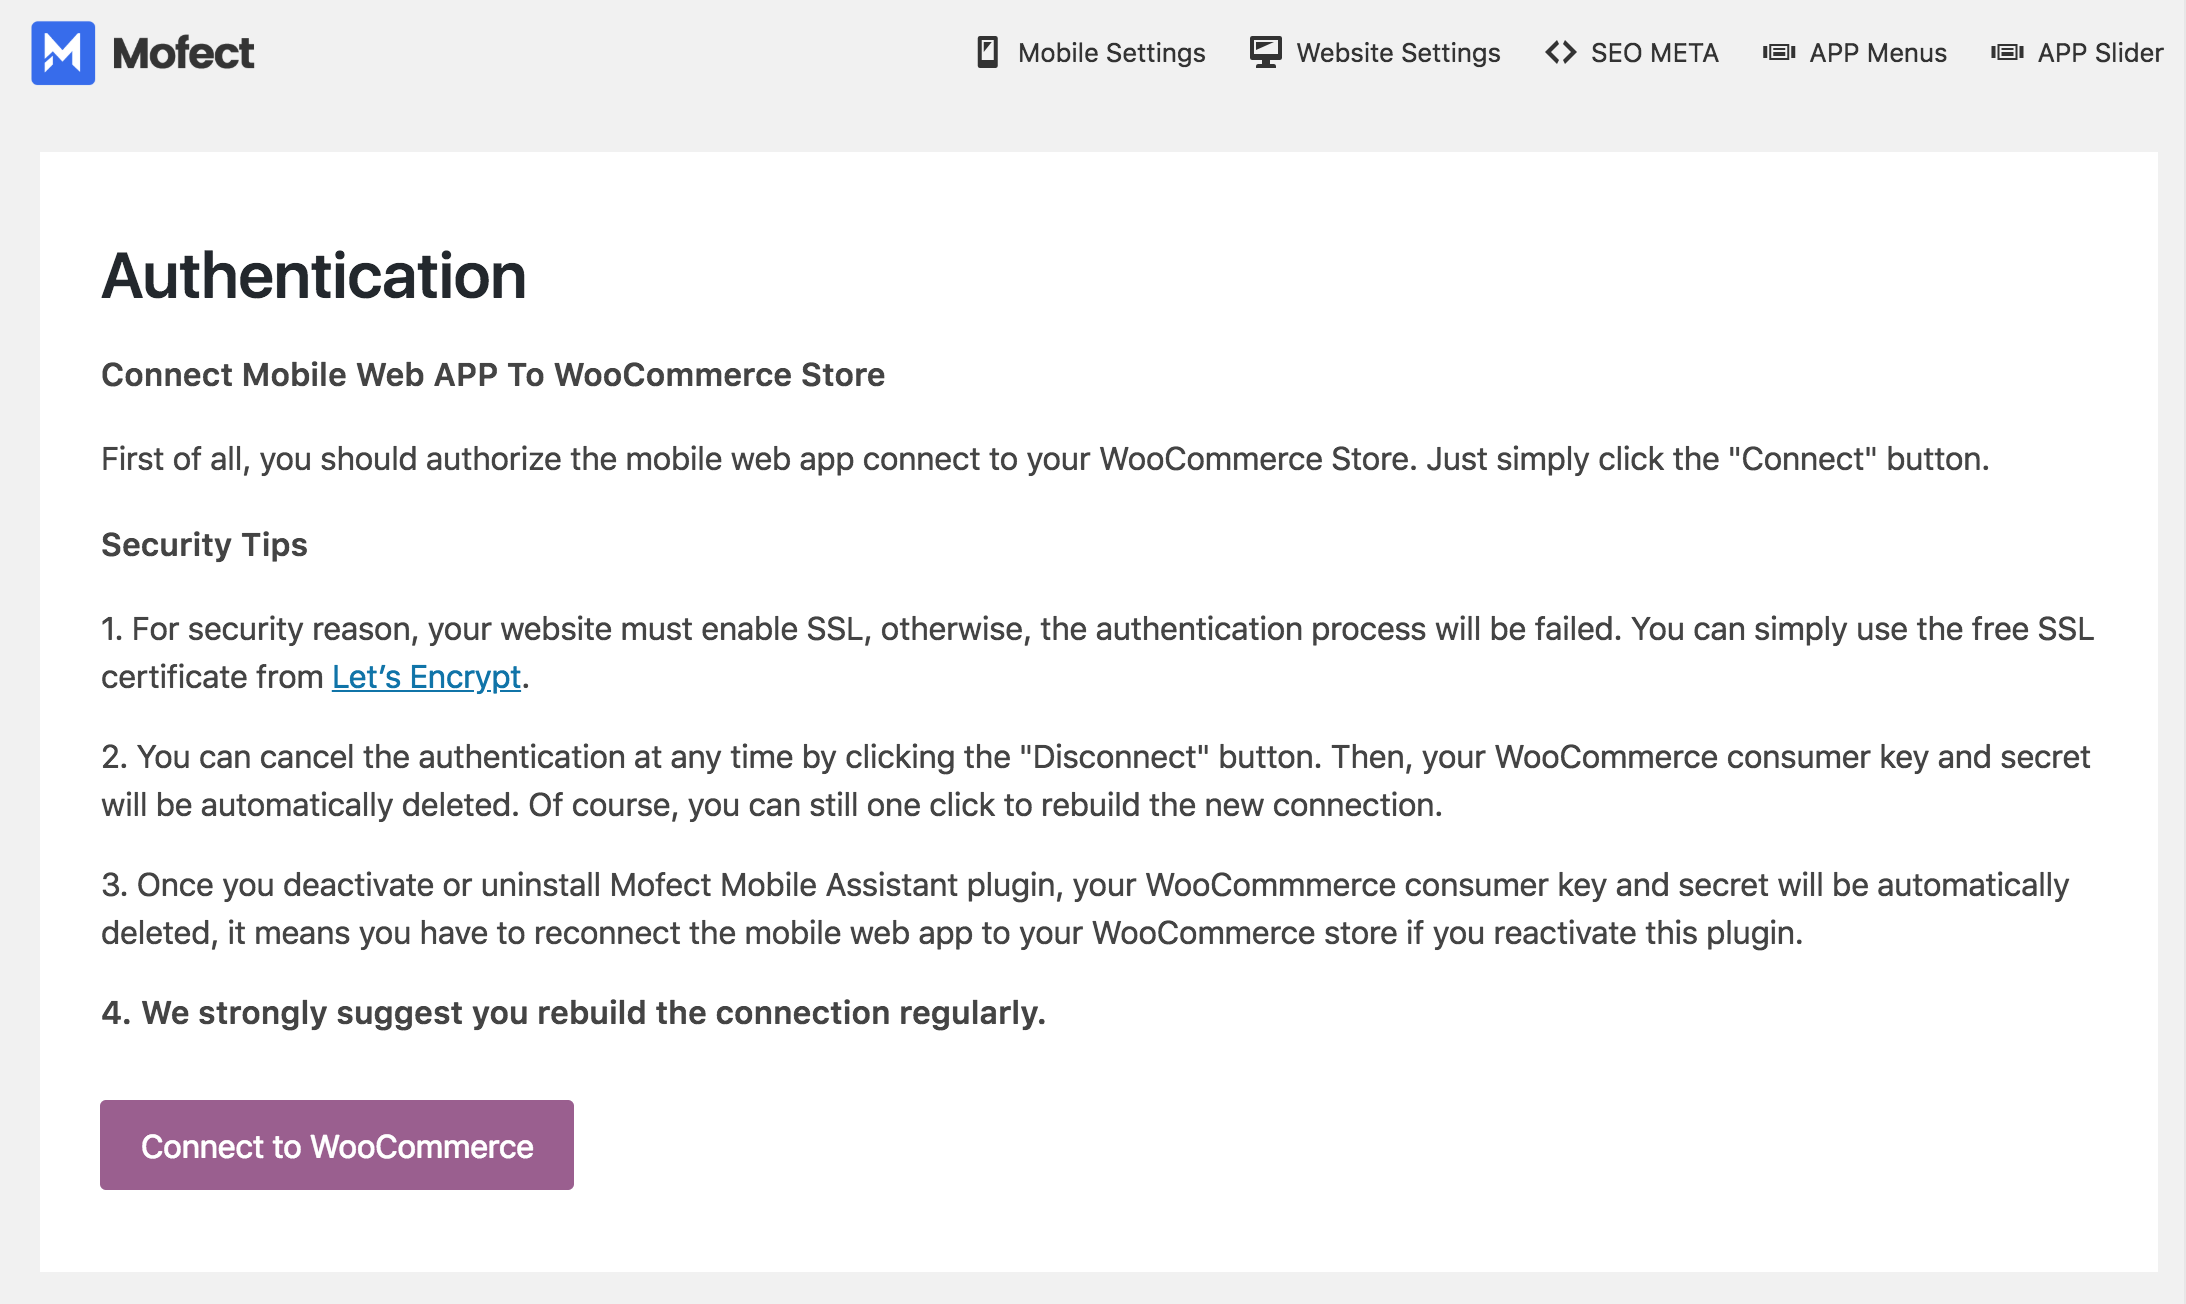 Mofect
Mobile Settings
Website Settings
SEO META
APP Menus
APP Slider
Authentication
Connect Mobile Web APP To WooCommerce Store
First of all, you should authorize the mobile web app connect to your WooCommerce Store. Just simply click the "Connect" button.
Security Tips
1. For security reason, your website must enable SSL, otherwise, the authentication process will be failed. You can simply use the free SSL
certificate from Let’s Encrypt.
2. You can cancel the authentication at any time by clicking the "Disconnect" button. Then, your WooCommerce consumer key and secret
will be automatically deleted. Of course, you can still one click to rebuild the new connection.
3. Once you deactivate or uninstall Mofect Mobile Assistant plugin, your WooCommmerce consumer key and secret will be automatically
deleted, it means you have to reconnect the mobile web app to your WooCommerce store if you reactivate this plugin.
4. We strongly suggest you rebuild the connection regularly.
Connect to WooCommerce